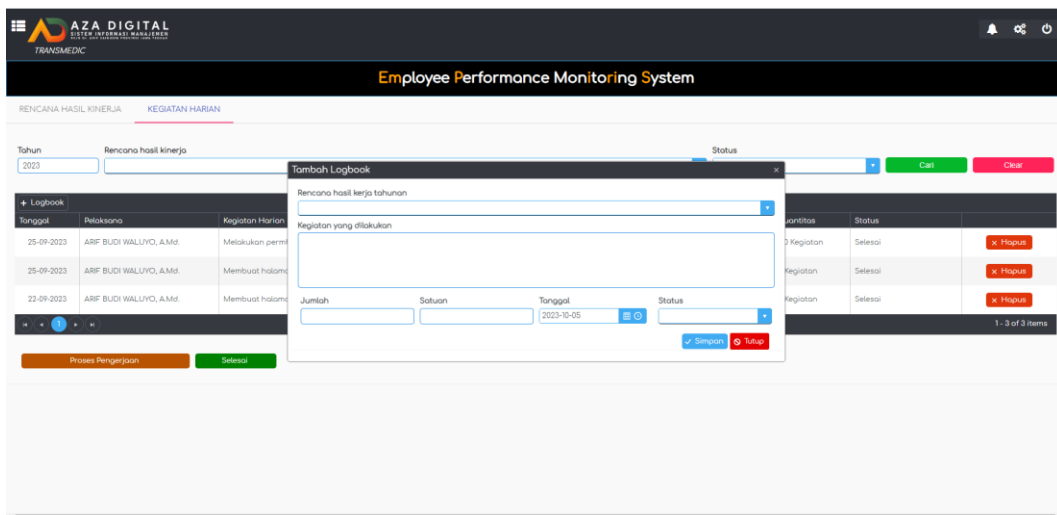 AZA DIGITAL
SISTEM INFORMASI MANAJEMEN
TRANSMEDIC
Employee Performance Monitoring System
RENCANA HASIL KINERJA KEGIATAN HARIAN
Tahun Rencana hasil kinerja Status
2023 Cari Clear
Tambah Logbook ×
Rencana hasil kerja tahunan
Kegiatan yang dilakukan
Jumlah Satuan Tanggal Status
2023-10-05
Simpan Tutup
+ Logbook
Tanggal Pelaksana Kegiatan Harian uantitas Status
25-09-2023 ARIF BUDI WALUYO, A.Md. Melakukan permi Kegiatan Selesai × Hapus
25-09-2023 ARIF BUDI WALUYO, A.Md. Membuat halama Kegiatan Selesai × Hapus
22-09-2023 ARIF BUDI WALUYO, A.Md. Membuat halama Kegiatan Selesai × Hapus
1 1 - 3 of 3 items
Proses Pengerjaan Selesai